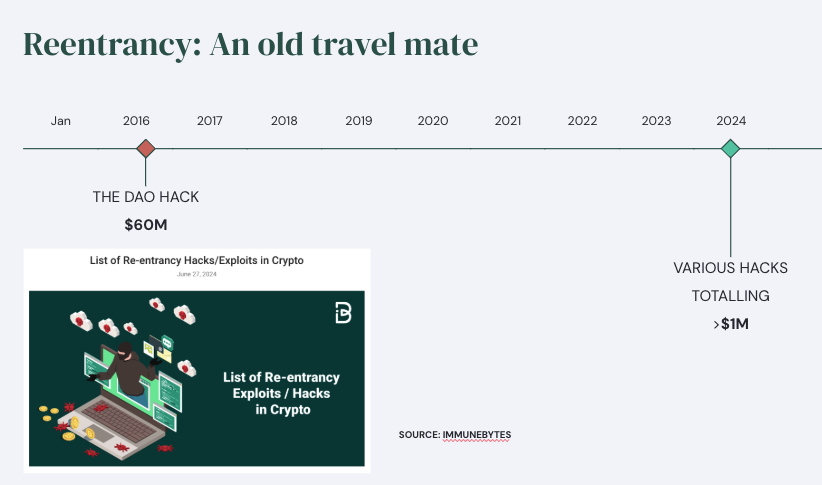 Reentrancy: An old travel mate
Jan 2016 2017 2018 2019 2020 2021 2022 2023 2024
THE DAO HACK
$60M
VARIOUS HACKS
TOTALLING
>$1M
List of Re-entrancy Hacks/Exploits in Crypto
June 27, 2024
List of Re-entrancy
Exploits / Hacks
in Crypto
SOURCE: IMMUNEBYTES